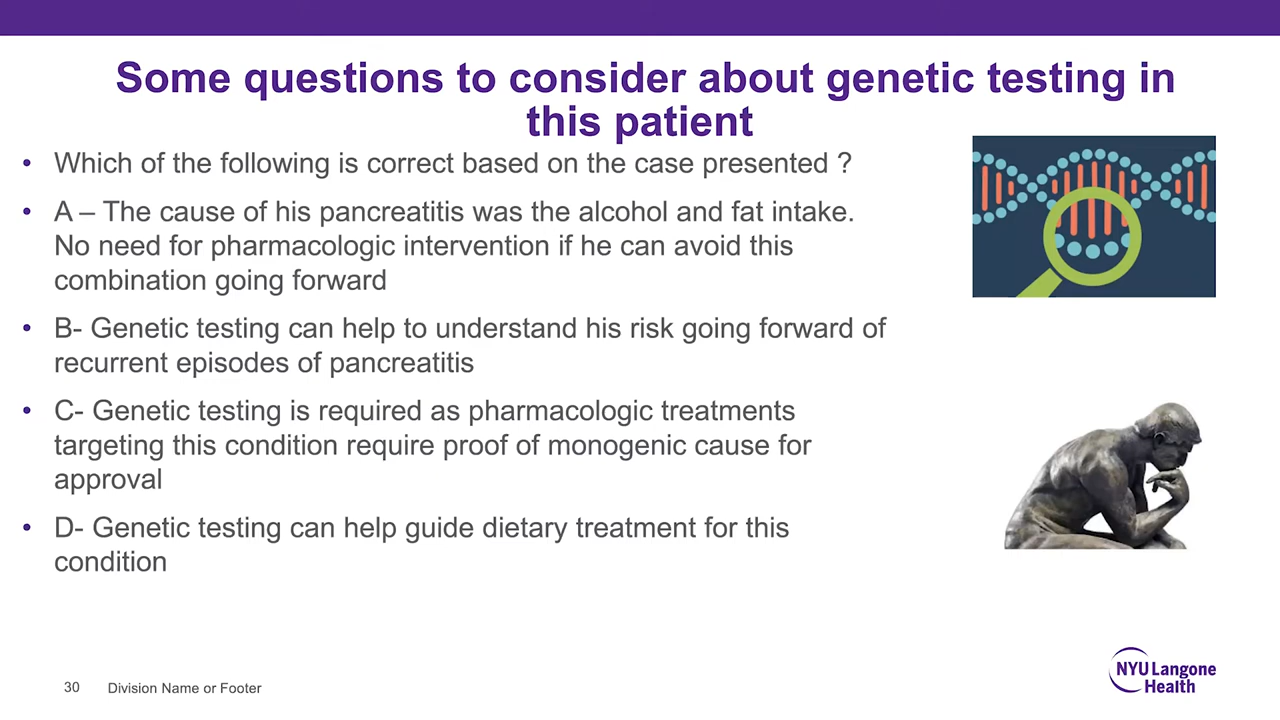 Some questions to consider about genetic testing in
this patient
• Which of the following is correct based on the case presented ?
• A – The cause of his pancreatitis was the alcohol and fat intake.
No need for pharmacologic intervention if he can avoid this
combination going forward
• B- Genetic testing can help to understand his risk going forward of
recurrent episodes of pancreatitis
• C- Genetic testing is required as pharmacologic treatments
targeting this condition require proof of monogenic cause for
approval
• D- Genetic testing can help guide dietary treatment for this
condition
30 Division Name or Footer
NYU Langone
Health